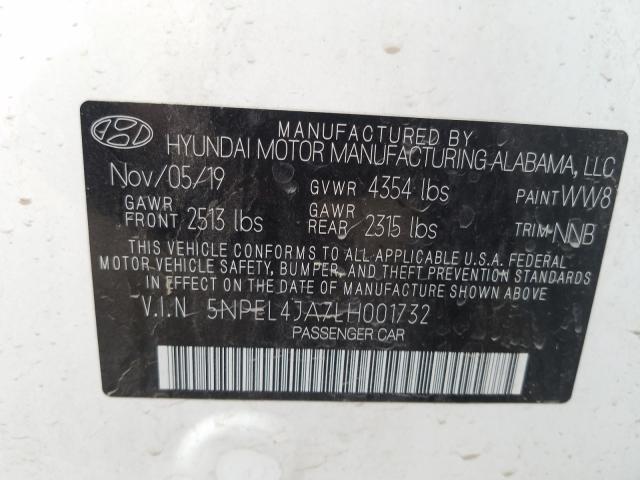 MANUFACTURED BY
HYUNDAI MOTOR MANUFACTURING-ALABAMA, LLC
Nov/05/19 GVWR 4354 lbs PAINT WW8
GAWR FRONT 2513 lbs GAWR REAR 2315 lbs TRIM-NNB
THIS VEHICLE CONFORMS TO ALL APPLICABLE U.S.A. FEDERAL
MOTOR VEHICLE SAFETY, BUMPER, AND THEFT PREVENTION STANDARDS
IN EFFECT ON THE DATE OF MANUFACTURE SHOWN ABOVE.
V.I.N 5NPEL4JA7LH001732
PASSENGER CAR